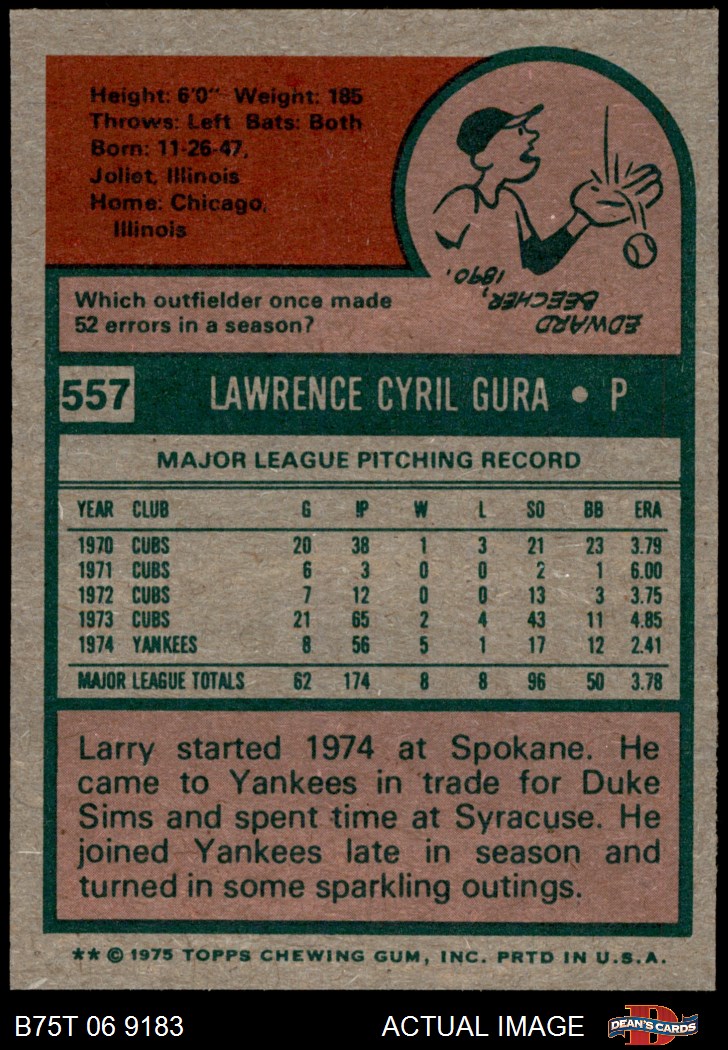 Height: 6'0" Weight: 185
Throws: Left Bats: Both
Born: 11-26-47,
Joliet, Illinois
Home: Chicago,
Illinois
Which outfielder once made
52 errors in a season?
EDWARD
BEECHER,
1890.
557 LAWRENCE CYRIL GURA • P
MAJOR LEAGUE PITCHING RECORD
YEAR CLUB G IP W L SO BB ERA
1970 CUBS 20 38 1 3 21 23 3.79
1971 CUBS 6 3 0 0 2 1 6.00
1972 CUBS 7 12 0 0 13 3 3.75
1973 CUBS 21 65 2 4 43 11 4.85
1974 YANKEES 8 56 5 1 17 12 2.41
MAJOR LEAGUE TOTALS 62 174 8 8 96 50 3.78
Larry started 1974 at Spokane. He
came to Yankees in trade for Duke
Sims and spent time at Syracuse. He
joined Yankees late in season and
turned in some sparkling outings.
** © 1975 TOPPS CHEWING GUM, INC. PRTD IN U.S.A.
B75T 06 9183 ACTUAL IMAGE DEAN'S CARDS